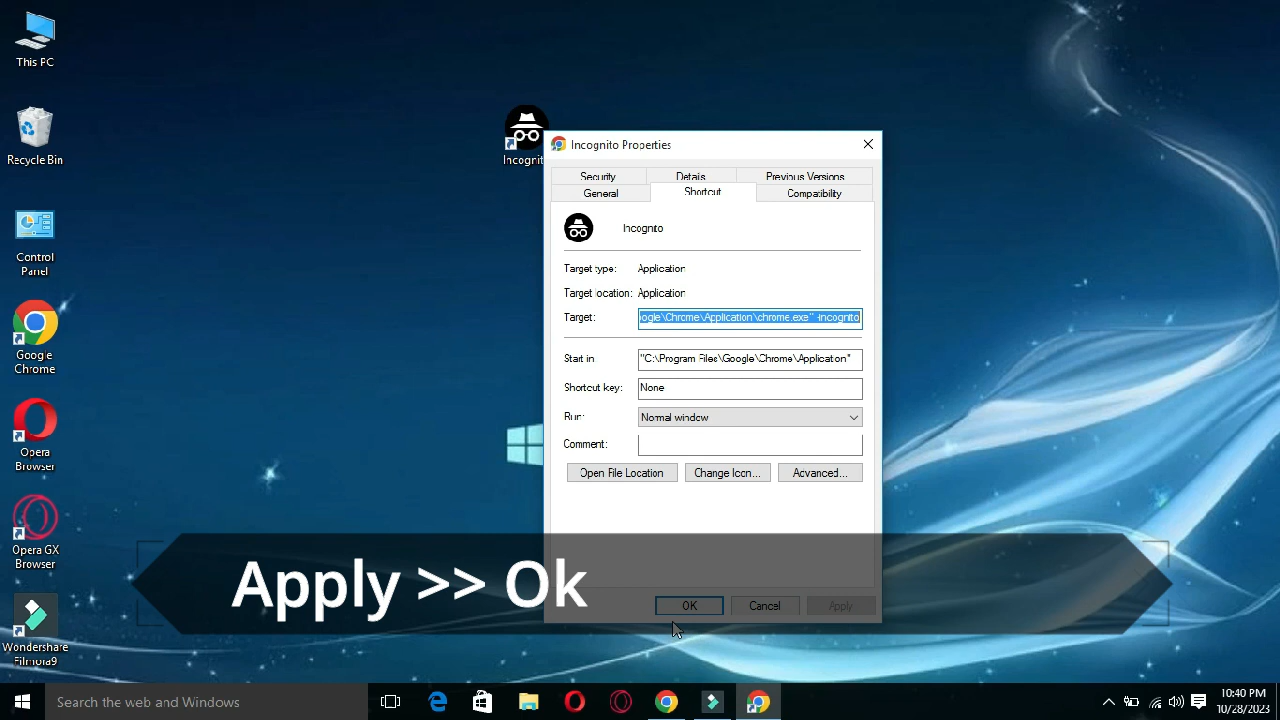 This PC
Recycle Bin
Control
Panel
Google
Chrome
Opera
Browser
Opera GX
Browser
Wondershare
Filmora9
Incognito Properties
Security
Details
Previous Versions
General
Shortcut
Compatibility
Incognito
Target type: Application
Target location: Application
Target: ogle\Chrome\Application\chrome.exe" -incognito
Start in: "C:\Program Files\Google\Chrome\Application"
Shortcut key: None
Run: Normal window
Comment:
Open File Location
Change Icon...
Advanced...
Apply >> Ok
OK
Cancel
Apply
Search the web and Windows
10:40 PM
10/28/2023